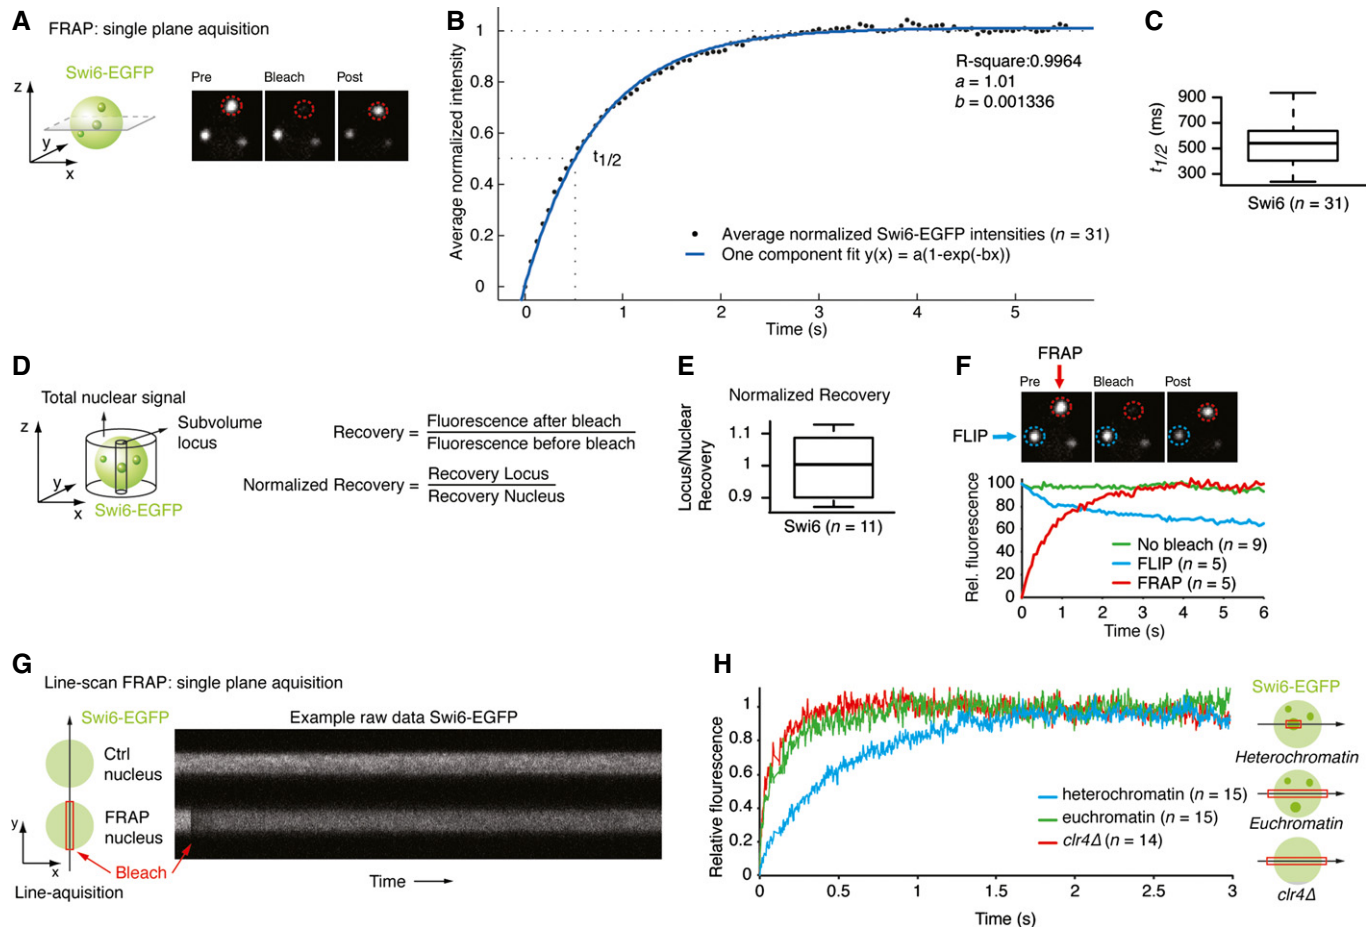 A
FRAP: single plane aquisition
Swi6-EGFP
z
y
x
Pre
Bleach
Post
B
Average normalized intensity
1
0.8
0.6
0.4
0.2
0
t1/2
R-square:0.9964
a = 1.01
b = 0.001336
Average normalized Swi6-EGFP intensities (n = 31)
One component fit y(x) = a(1-exp(-bx))
0
1
2
3
4
5
Time (s)
C
t1/2 (ms)
900
700
500
300
Swi6 (n = 31)
D
Total nuclear signal
Subvolume
locus
z
y
x
Swi6-EGFP
Recovery = Fluorescence after bleach
Fluorescence before bleach
Normalized Recovery = Recovery Locus
Recovery Nucleus
E
Normalized Recovery
Locus/Nuclear
Recovery
1.1
1
0.9
Swi6 (n = 11)
F
FRAP
Pre
Bleach
Post
FLIP
Rel. fluorescence
100
80
60
40
20
0
No bleach (n = 9)
FLIP (n = 5)
FRAP (n = 5)
0
1
2
3
4
5
6
Time (s)
G
Line-scan FRAP: single plane aquisition
Swi6-EGFP
Example raw data Swi6-EGFP
Ctrl
nucleus
FRAP
nucleus
y
x
Bleach
Line-aquisition
Time
H
Relative flourescence
1
0.8
0.6
0.4
0.2
0
heterochromatin (n = 15)
euchromatin (n = 15)
clr4Δ (n = 14)
0
0.5
1
1.5
2
2.5
3
Time (s)
Swi6-EGFP
Heterochromatin
Euchromatin
clr4Δ